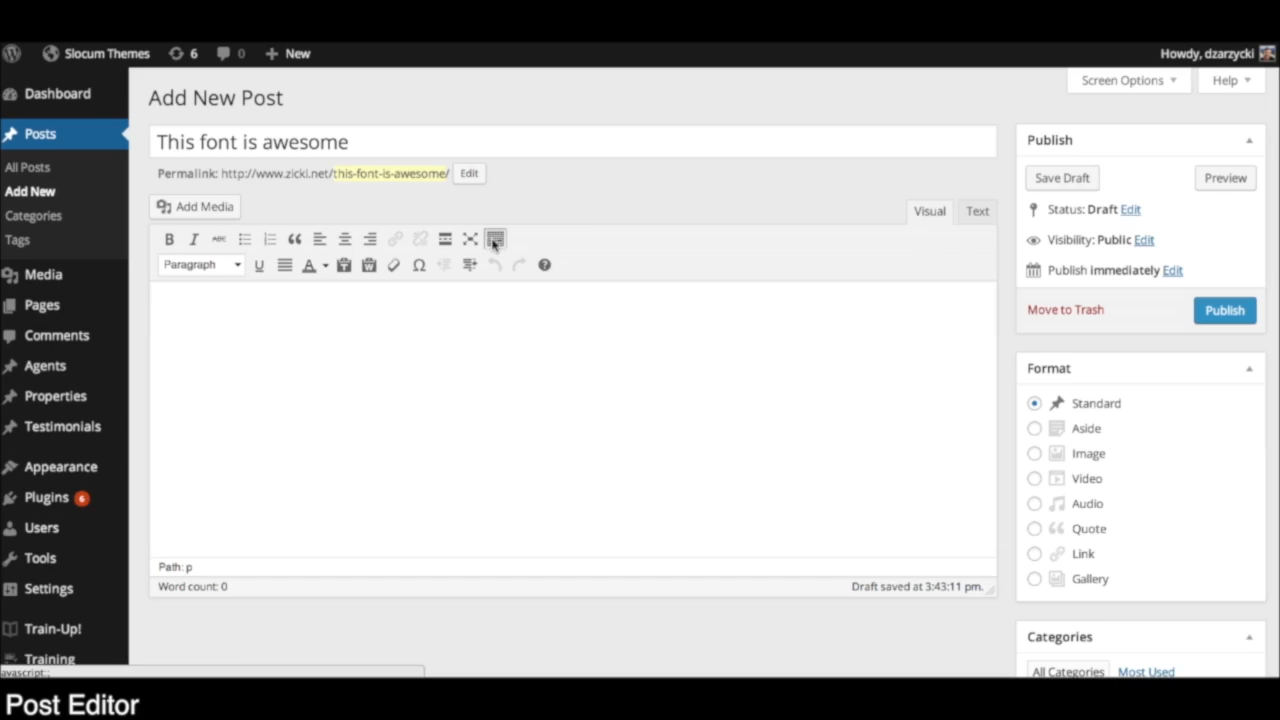 Slocum Themes 6 0 New Howdy, dzarzycki
Screen Options Help
Dashboard
Posts
All Posts
Add New
Categories
Tags
Media
Pages
Comments
Agents
Properties
Testimonials
Appearance
Plugins 6
Users
Tools
Settings
Train-Up!
Training
avascript:;
Add New Post
This font is awesome
Permalink: http://www.zicki.net/this-font-is-awesome/ Edit
Add Media
Visual Text
B I ABC
Paragraph U A T W Ω ?
Path: p
Word count: 0 Draft saved at 3:43:11 pm.
Publish
Save Draft Preview
Status: Draft Edit
Visibility: Public Edit
Publish immediately Edit
Move to Trash Publish
Format
Standard
Aside
Image
Video
Audio
Quote
Link
Gallery
Categories
All Categories Most Used
Post Editor